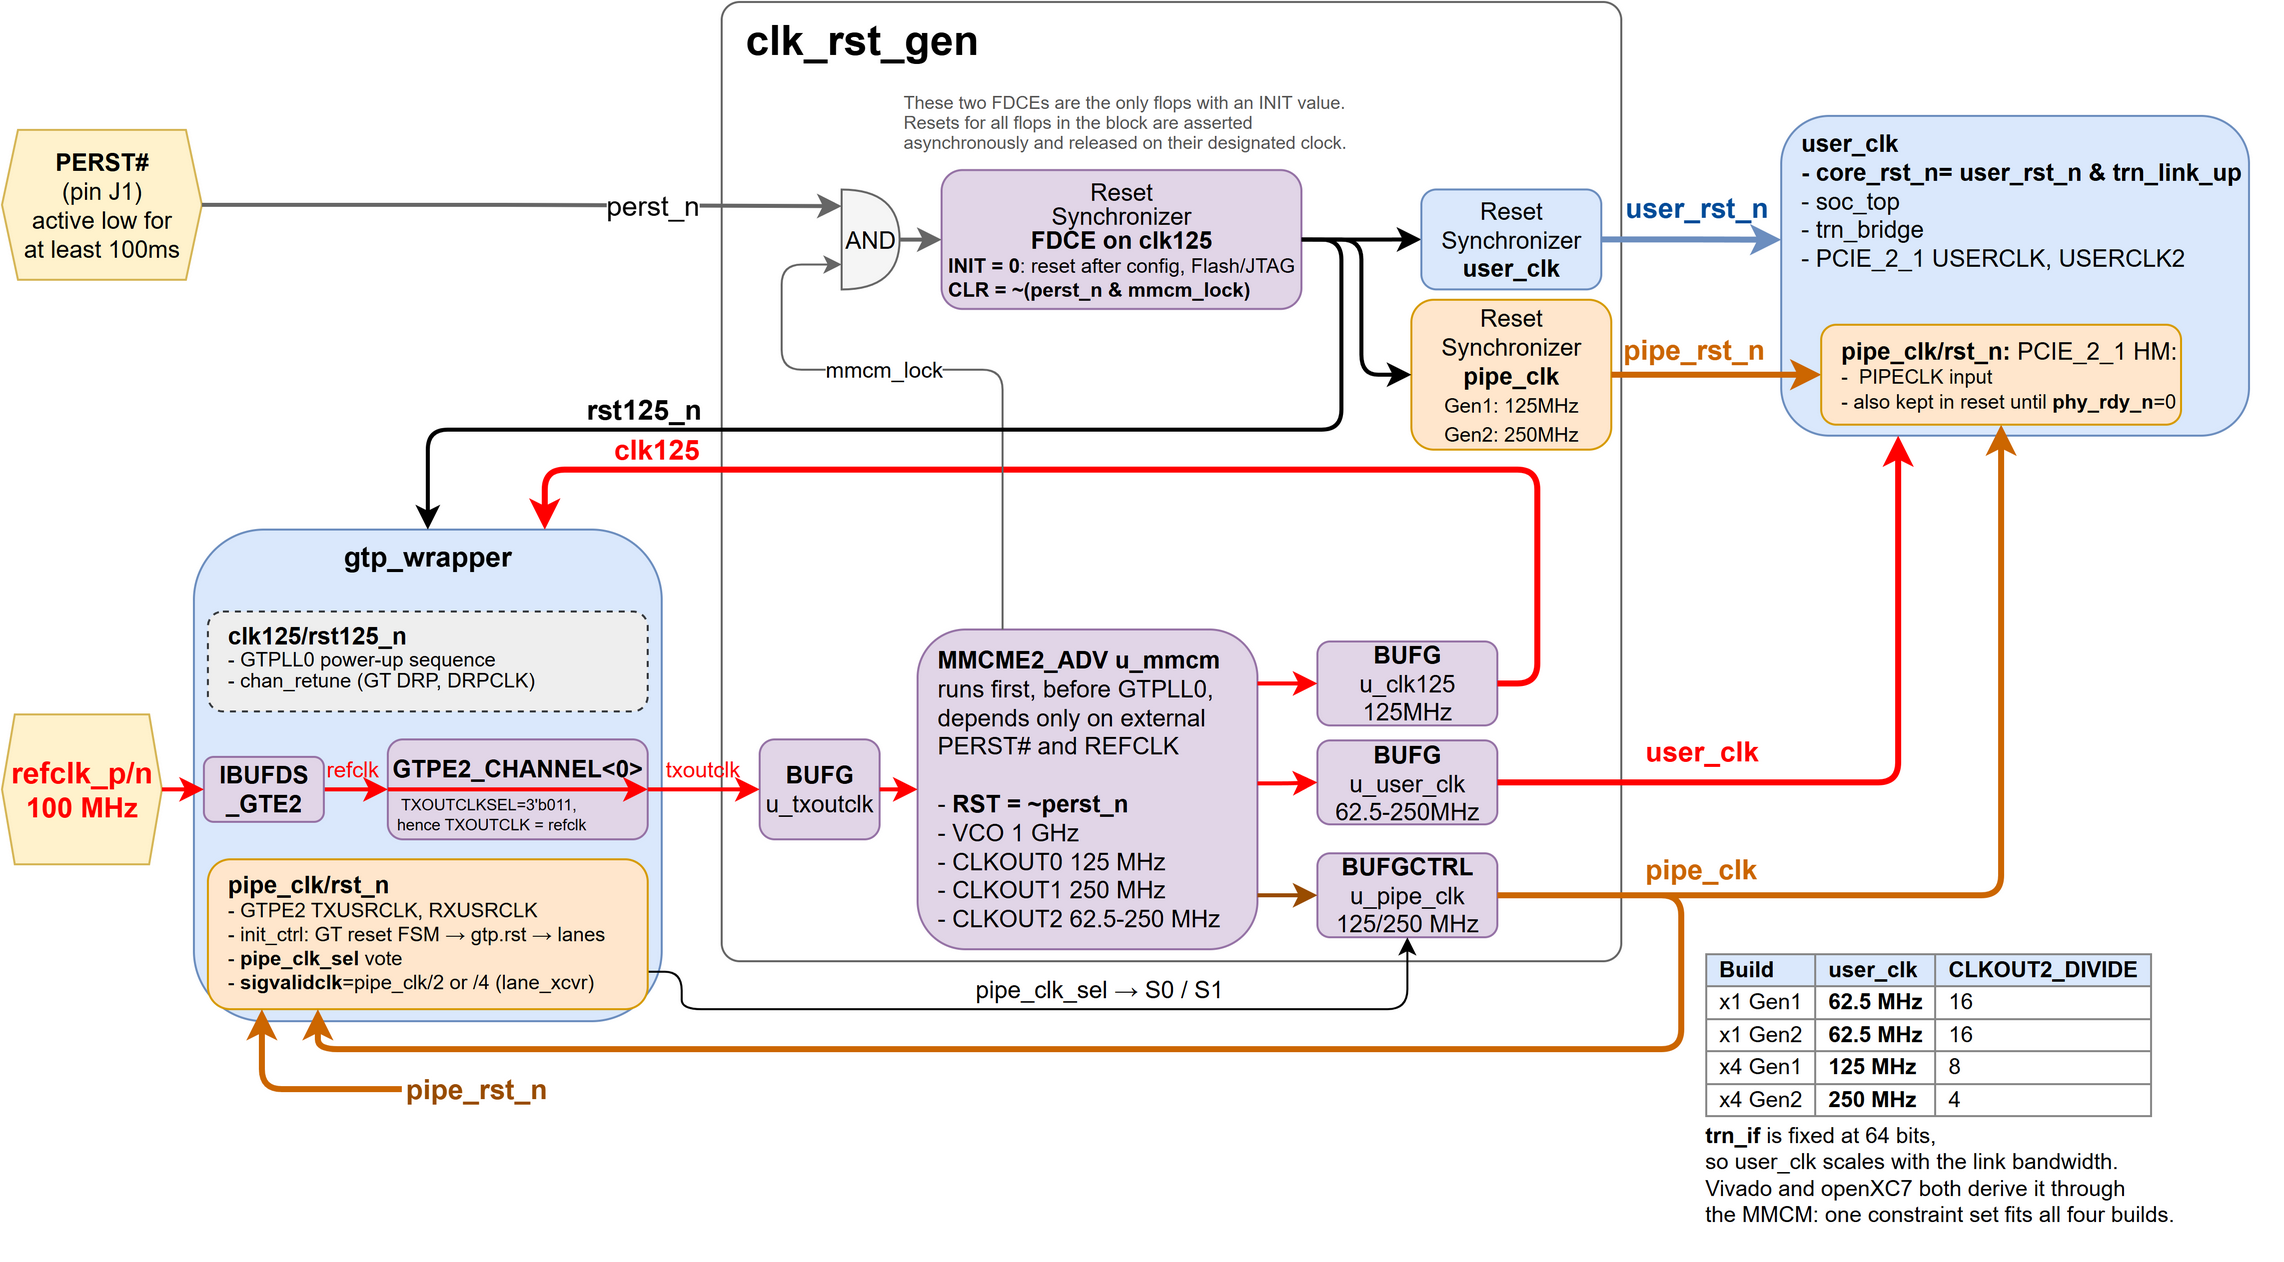 clk_rst_gen
These two FDCEs are the only flops with an INIT value.
Resets for all flops in the block are asserted
asynchronously and released on their designated clock.
PERST#
(pin J1)
active low for
at least 100ms
perst_n
AND
Reset
Synchronizer
FDCE on clk125
INIT = 0: reset after config, Flash/JTAG
CLR = ~(perst_n & mmcm_lock)
Reset
Synchronizer
user_clk
user_rst_n
user_clk
- core_rst_n= user_rst_n & trn_link_up
- soc_top
- trn_bridge
- PCIE_2_1 USERCLK, USERCLK2
Reset
Synchronizer
pipe_clk
Gen1: 125MHz
Gen2: 250MHz
pipe_rst_n
pipe_clk/rst_n: PCIE_2_1 HM:
- PIPECLK input
- also kept in reset until phy_rdy_n=0
mmcm_lock
rst125_n
clk125
gtp_wrapper
clk125/rst125_n
- GTPLL0 power-up sequence
- chan_retune (GT DRP, DRPCLK)
refclk_p/n
100 MHz
IBUFDS
_GTE2
refclk
GTPE2_CHANNEL<0>
TXOUTCLKSEL=3'b011,
hence TXOUTCLK = refclk
txoutclk
BUFG
u_txoutclk
pipe_clk/rst_n
- GTPE2 TXUSRCLK, RXUSRCLK
- init_ctrl: GT reset FSM → gtp.rst → lanes
- pipe_clk_sel vote
- sigvalidclk=pipe_clk/2 or /4 (lane_xcvr)
MMCME2_ADV u_mmcm
runs first, before GTPLL0,
depends only on external
PERST# and REFCLK
- RST = ~perst_n
- VCO 1 GHz
- CLKOUT0 125 MHz
- CLKOUT1 250 MHz
- CLKOUT2 62.5-250 MHz
BUFG
u_clk125
125MHz
BUFG
u_user_clk
62.5-250MHz
BUFGCTRL
u_pipe_clk
125/250 MHz
user_clk
pipe_clk
pipe_clk_sel → S0 / S1
pipe_rst_n
Build user_clk CLKOUT2_DIVIDE
x1 Gen1 62.5 MHz 16
x1 Gen2 62.5 MHz 16
x4 Gen1 125 MHz 8
x4 Gen2 250 MHz 4
trn_if is fixed at 64 bits,
so user_clk scales with the link bandwidth.
Vivado and openXC7 both derive it through
the MMCM: one constraint set fits all four builds.